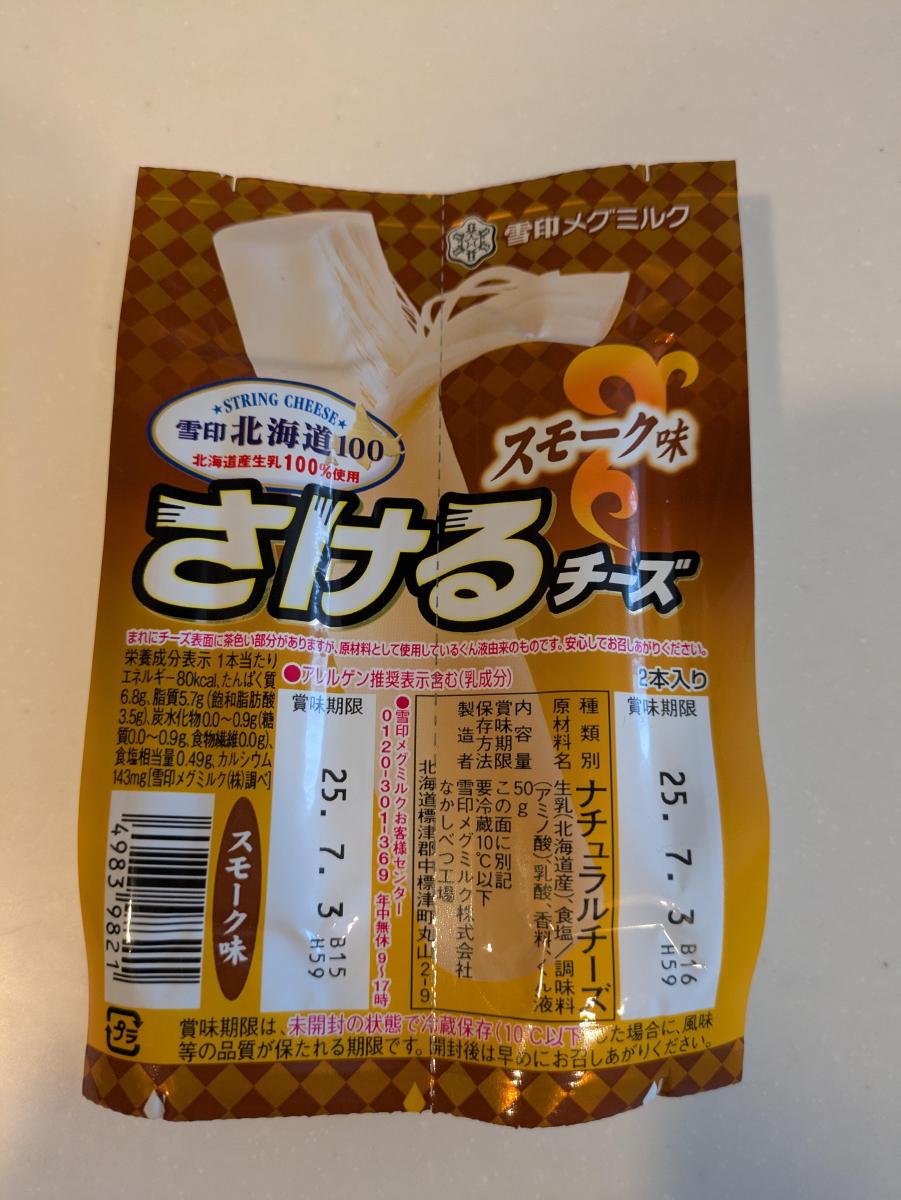 雪印メグミルク
★STRING CHEESE★
雪印 北海道100
北海道産生乳100%使用
スモーク味
さけるチーズ
まれにチーズ表面に茶色い部分がありますが、原材料として使用しているくん液由来のものです。安心してお召しあがりください。
栄養成分表示 1本当たり
エネルギー80kcal、たんぱく質
6.8g、脂質5.7g(飽和脂肪酸
3.5g)、炭水化物0.0〜0.9g(糖
質0.0〜0.9g、食物繊維0.0g)、
食塩相当量0.49g、カルシウム
143mg[雪印メグミルク(株)調べ]
●アレルゲン推奨表示含む(乳成分)
2本入り
賞味期限
25. 7. 3 B15
H59
●雪印メグミルクお客様センター
0120-301-369 年中無休 9〜17時
種類別 ナチュラルチーズ
原材料名 生乳(北海道産)、食塩/調味料
(アミノ酸)、乳酸、香料、くん液
内容量 50g
賞味期限 この面に別記
保存方法 要冷蔵10℃以下
製造者 雪印メグミルク株式会社
なかしべつ工場
北海道標津郡中標津町丸山2-9
賞味期限
25. 7. 3 B16
H59
スモーク味
49839821
プラ
賞味期限は、未開封の状態で冷蔵保存(10℃以下)した場合に、風味
等の品質が保たれる期限です。開封後は早めにお召しあがりください。